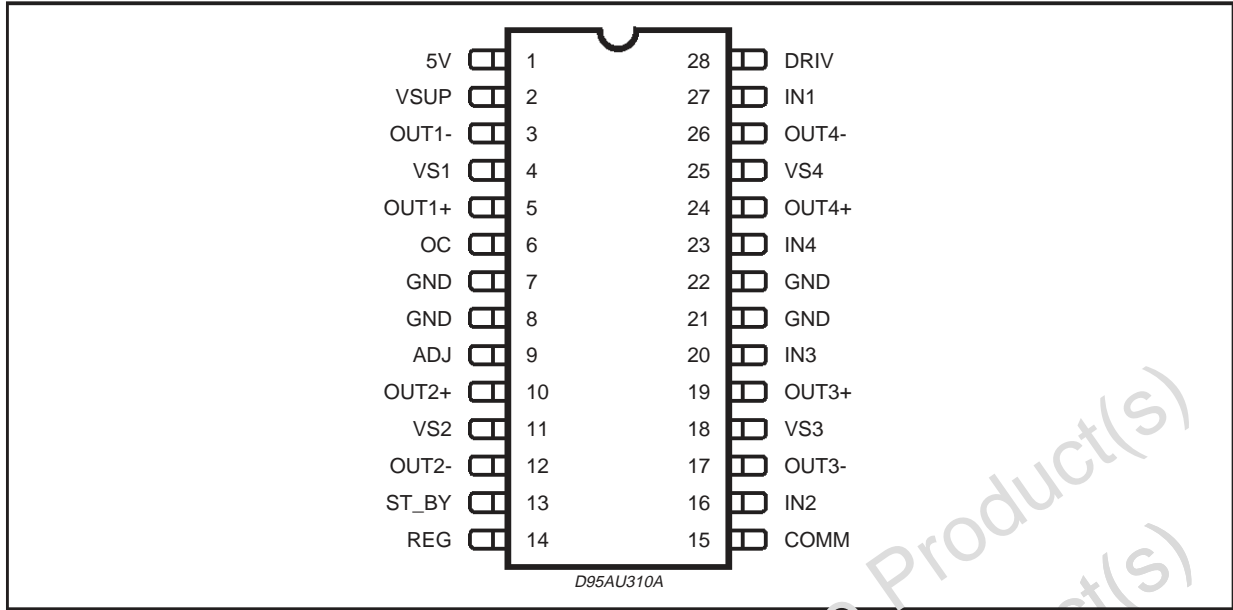 5V 1 28 DRIV
VSUP 2 27 IN1
OUT1- 3 26 OUT4-
VS1 4 25 VS4
OUT1+ 5 24 OUT4+
OC 6 23 IN4
GND 7 22 GND
GND 8 21 GND
ADJ 9 20 IN3
OUT2+ 10 19 OUT3+
VS2 11 18 VS3
OUT2- 12 17 OUT3-
ST_BY 13 16 IN2
REG 14 15 COMM
D95AU310A
Product(s)